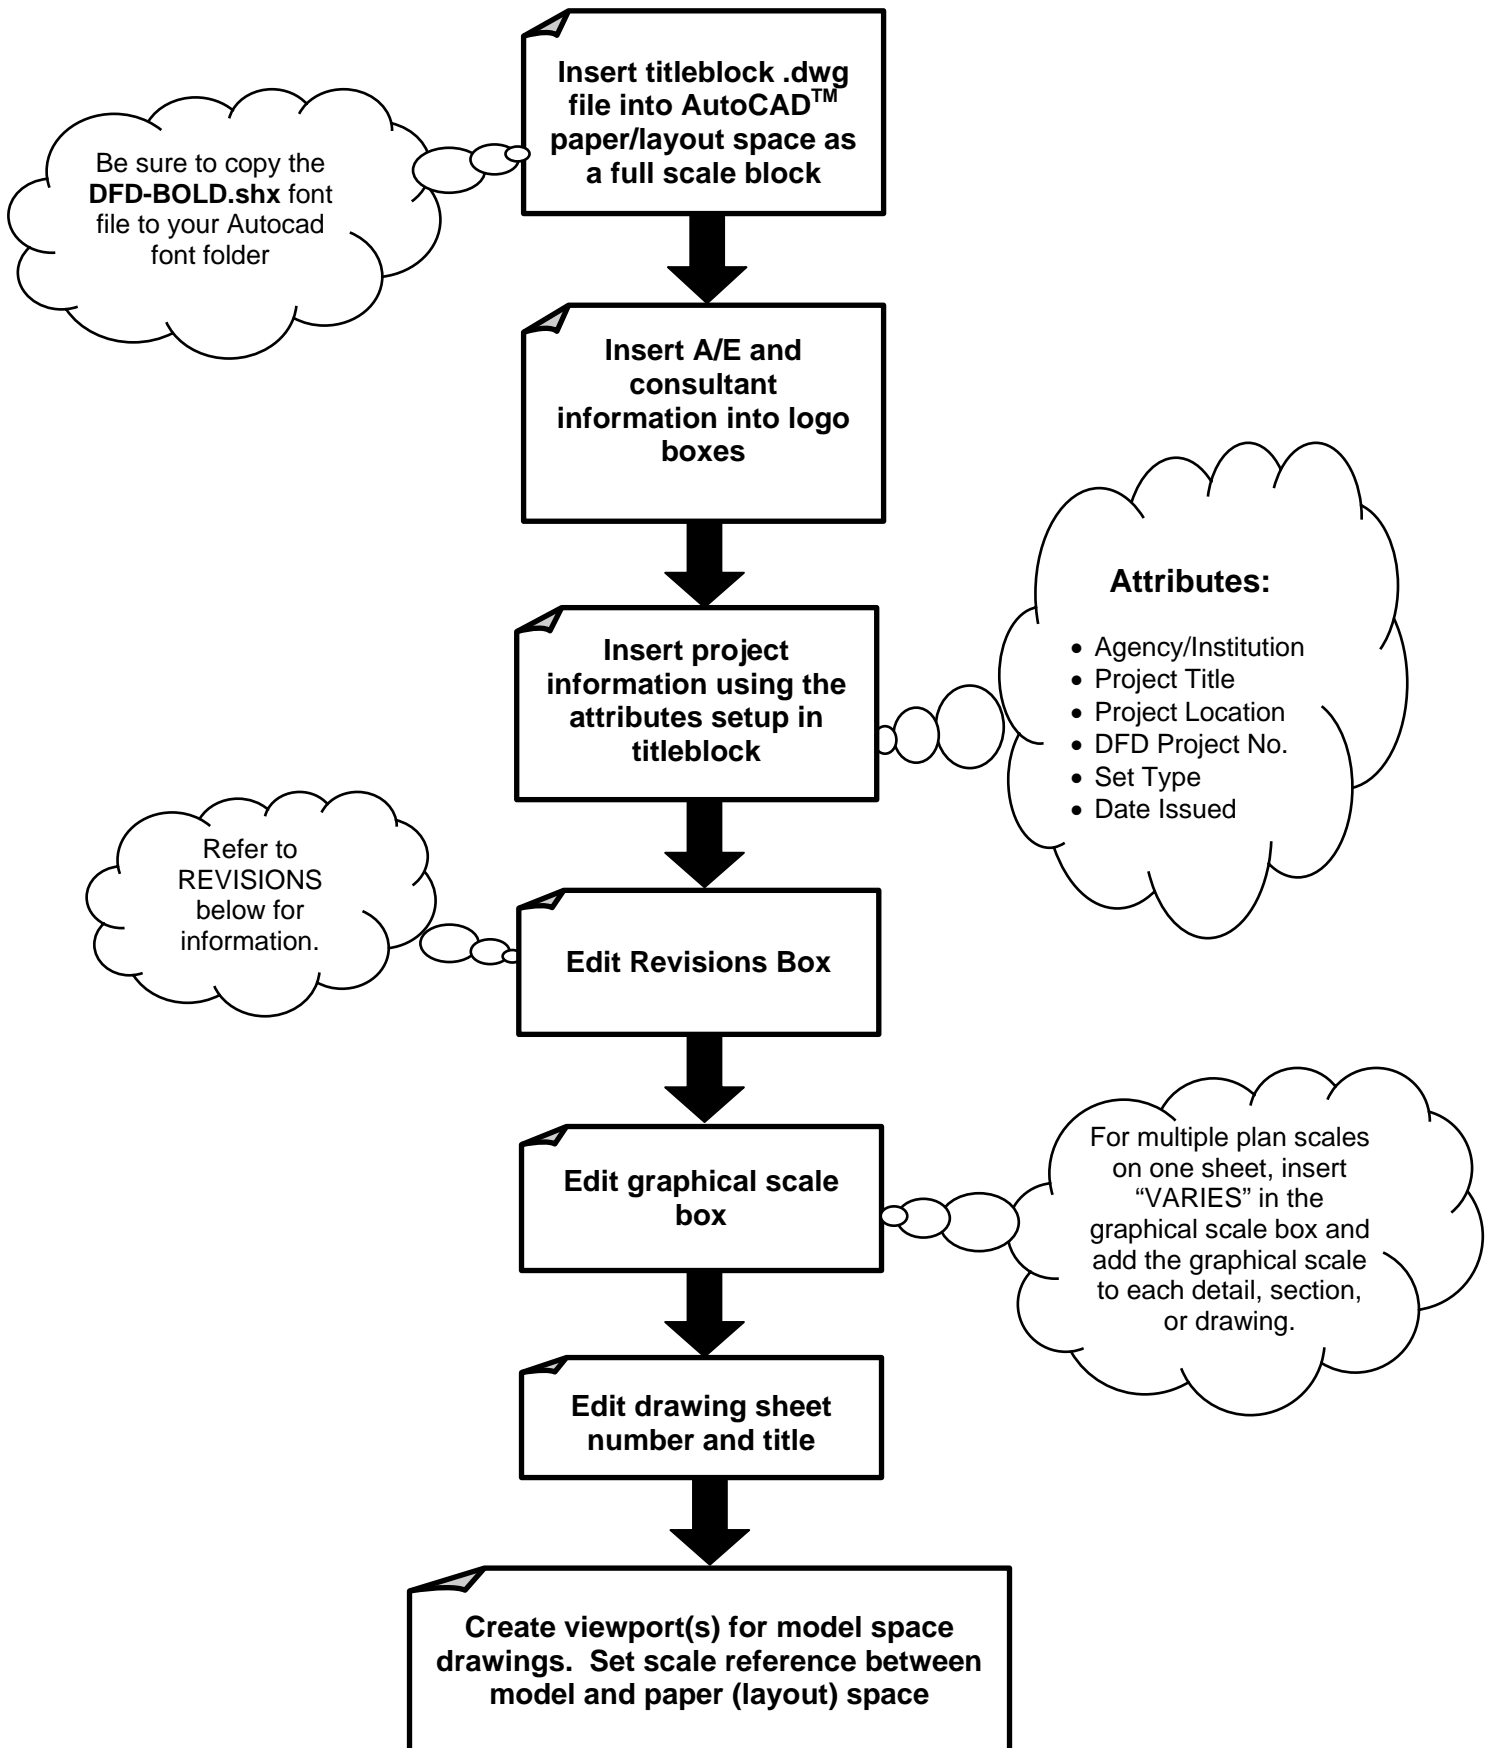 Insert titleblock .dwg
file into AutoCAD™
paper/layout space as
a full scale block
Be sure to copy the
DFD-BOLD.shx font
file to your Autocad
font folder
Insert A/E and
consultant
information into logo
boxes
Insert project
information using the
attributes setup in
titleblock
Attributes:
• Agency/Institution
• Project Title
• Project Location
• DFD Project No.
• Set Type
• Date Issued
Refer to
REVISIONS
below for
information.
Edit Revisions Box
Edit graphical scale
box
For multiple plan scales
on one sheet, insert
“VARIES” in the
graphical scale box and
add the graphical scale
to each detail, section,
or drawing.
Edit drawing sheet
number and title
Create viewport(s) for model space
drawings.  Set scale reference between
model and paper (layout) space